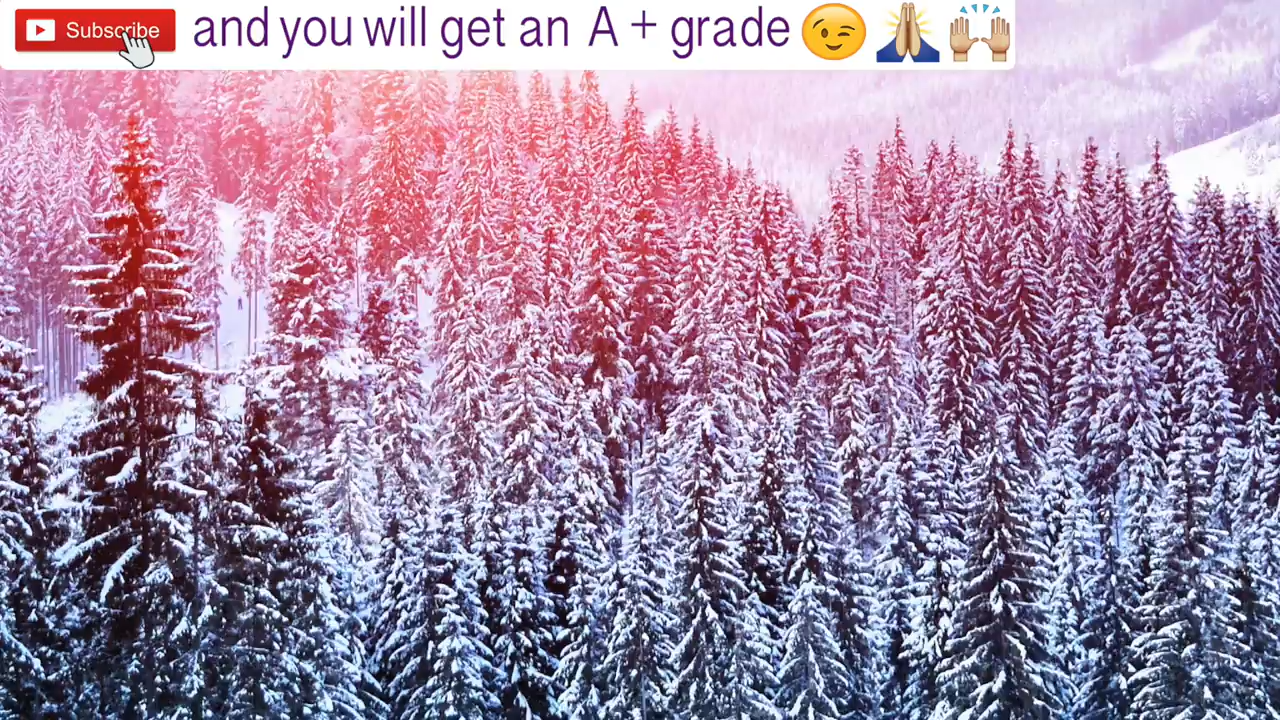 Subscribe and you will get an A + grade 😉 🙏 🙌